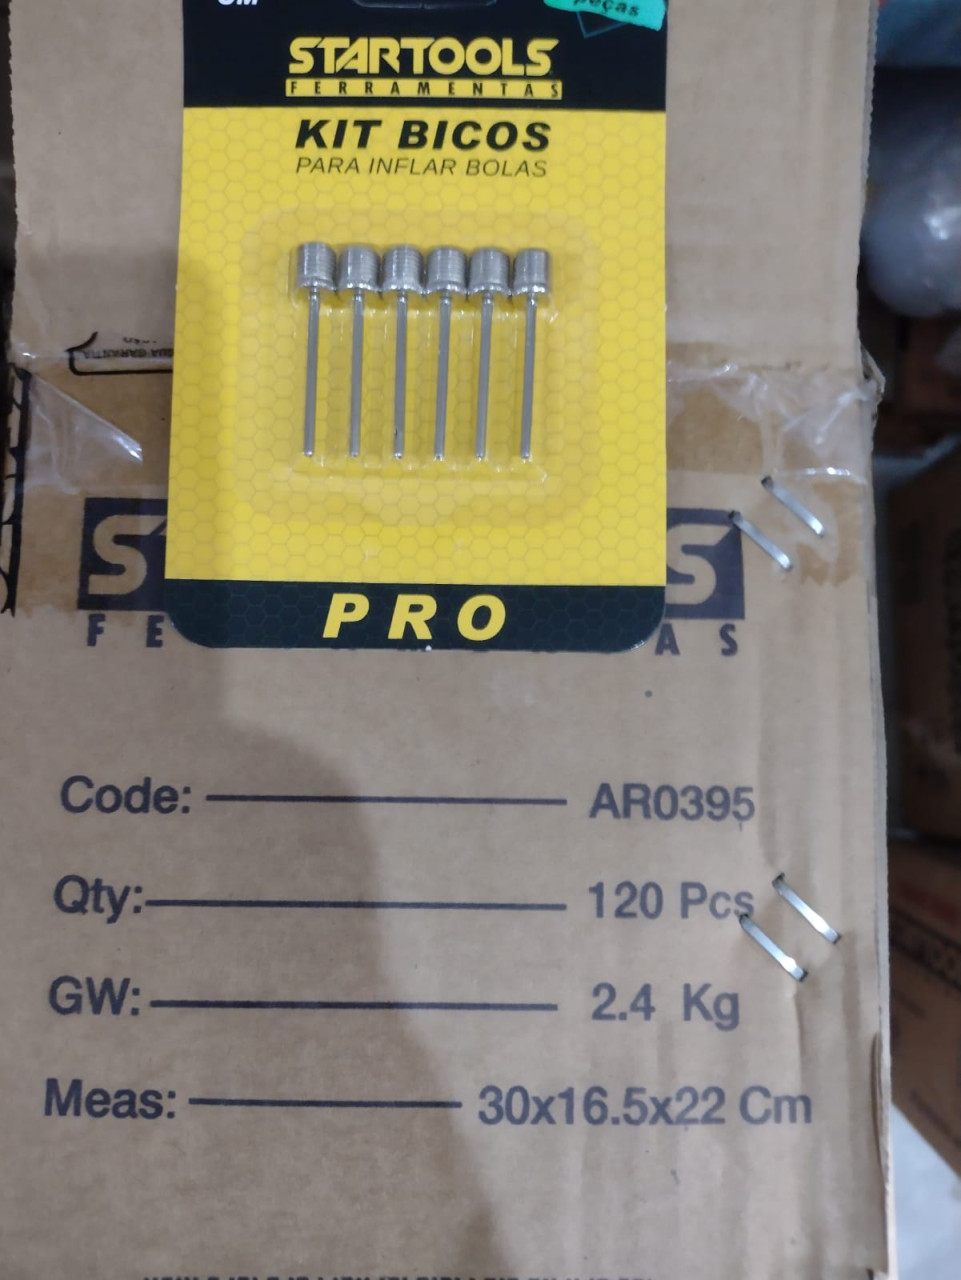 peças
STARTOOLS
FERRAMENTAS
KIT BICOS
PARA INFLAR BOLAS
PRO
S S
FE AS
Code: AR0395
Qty: 120 Pcs
GW: 2.4 Kg
Meas: 30x16.5x22 Cm